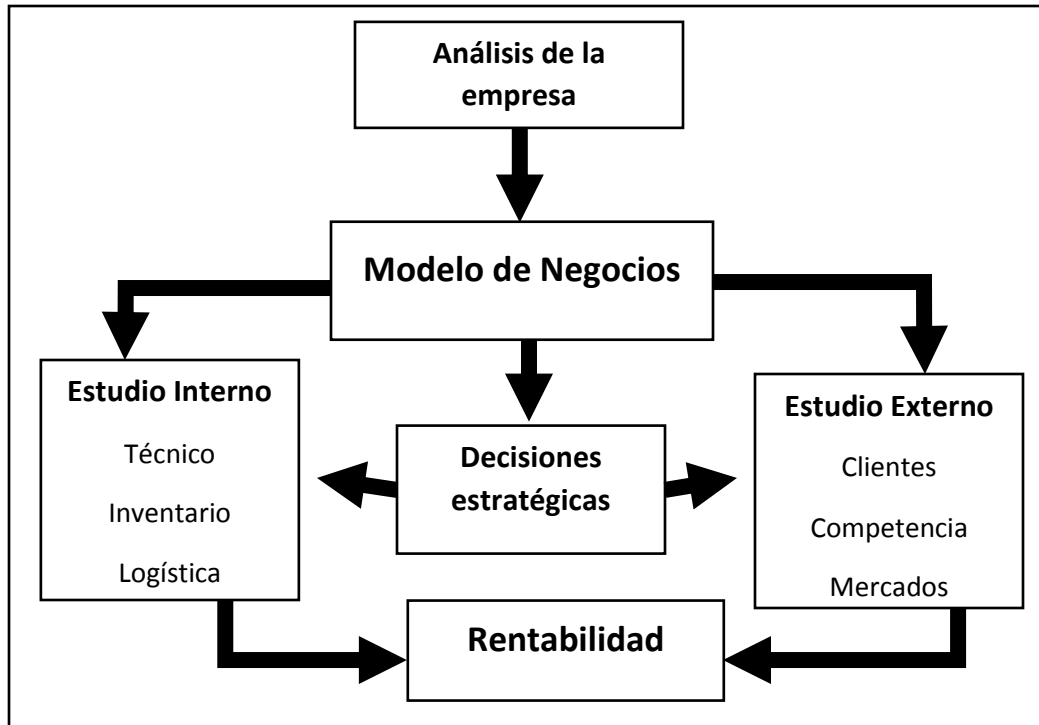 Análisis de la
empresa
Modelo de Negocios
Estudio Interno
Técnico
Inventario
Logística
Decisiones
estratégicas
Estudio Externo
Clientes
Competencia
Mercados
Rentabilidad